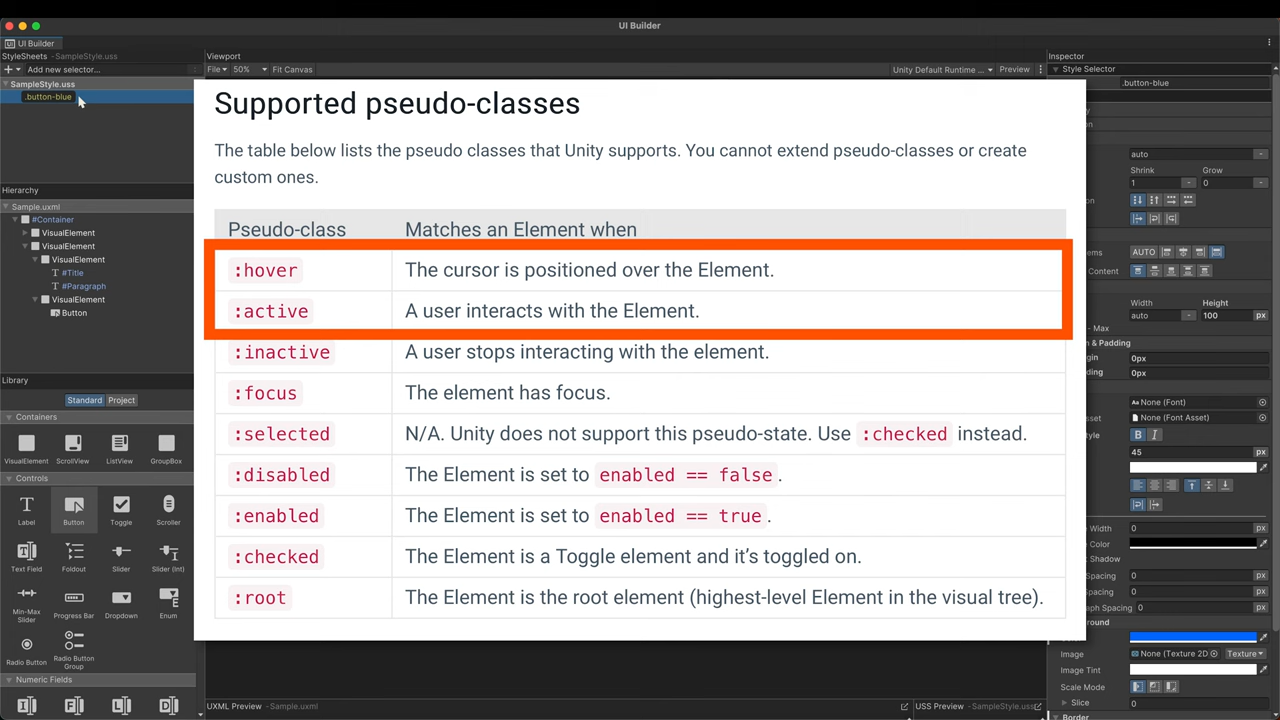 UI Builder
UI Builder
StyleSheets - SampleStyle.uss
Viewport
Inspector
Add new selector...
File 50% Fit Canvas
Unity Default Runtime ... Preview
Style Selector
SampleStyle.uss
.button-blue
.button-blue
Supported pseudo-classes
The table below lists the pseudo classes that Unity supports. You cannot extend pseudo-classes or create
custom ones.
Pseudo-class Matches an Element when
:hover The cursor is positioned over the Element.
:active A user interacts with the Element.
:inactive A user stops interacting with the element.
:focus The element has focus.
:selected N/A. Unity does not support this pseudo-state. Use :checked instead.
:disabled The Element is set to enabled == false.
:enabled The Element is set to enabled == true.
:checked The Element is a Toggle element and it's toggled on.
:root The Element is the root element (highest-level Element in the visual tree).
Hierarchy
Sample.uxml
#Container
VisualElement
VisualElement
VisualElement
#Title
#Paragraph
VisualElement
Button
Library
Standard Project
Containers
VisualElement ScrollView ListView GroupBox
Controls
Label Button Toggle Scroller
Text Field Foldout Slider Slider (Int)
Min-Max
Slider
Progress Bar Dropdown Enum
Radio Button
Radio Button
Group
Numeric Fields
UXML Preview - Sample.uxml
USS Preview - SampleStyle.uss
auto
Shrink Grow
1 0
AUTO
Content
Width Height
auto 100 px
- Max
& Padding
0px
0px
None (Font)
None (Font Asset)
45 px
Width 0 px
Color
Shadow
Spacing 0 px
Spacing 0 px
Spacing 0 px
Image None (Texture 2D Texture
Image Tint
Scale Mode
Slice 0
Border